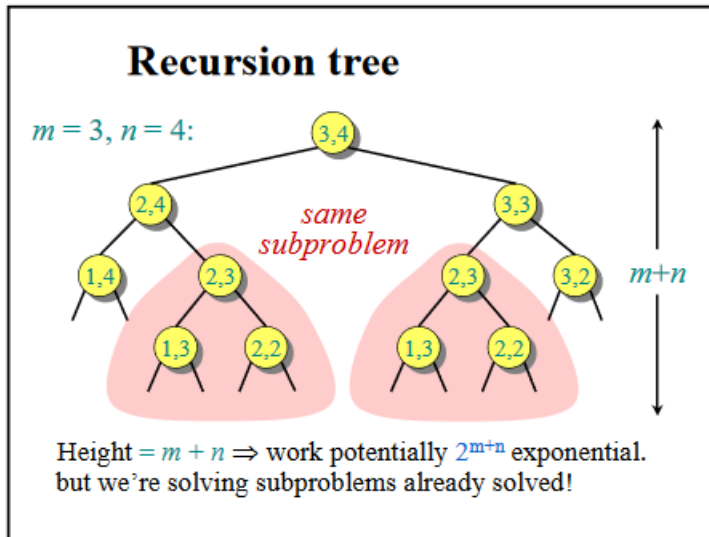 Recursion tree
m = 3, n = 4:
3,4
2,4
3,3
same
subproblem
1,4
2,3
2,3
3,2
m+n
1,3
2,2
1,3
2,2
Height = m + n ⇒ work potentially 2^{m+n} exponential.
but we’re solving subproblems already solved!